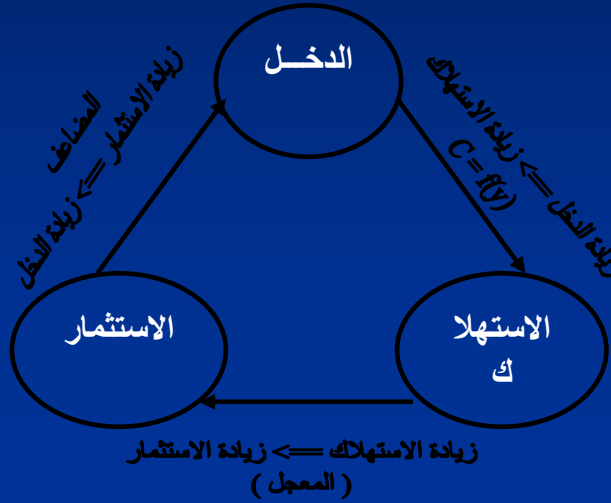 الدخــل
المضاعف
زيادة الاستثمار ==> زيادة الدخل
زيادة الدخل ==> زيادة الاستهلاك
C = f(y)
الاستثمار
الاستهلا
ك
زيادة الاستهلاك ==> زيادة الاستثمار
( المعجل )